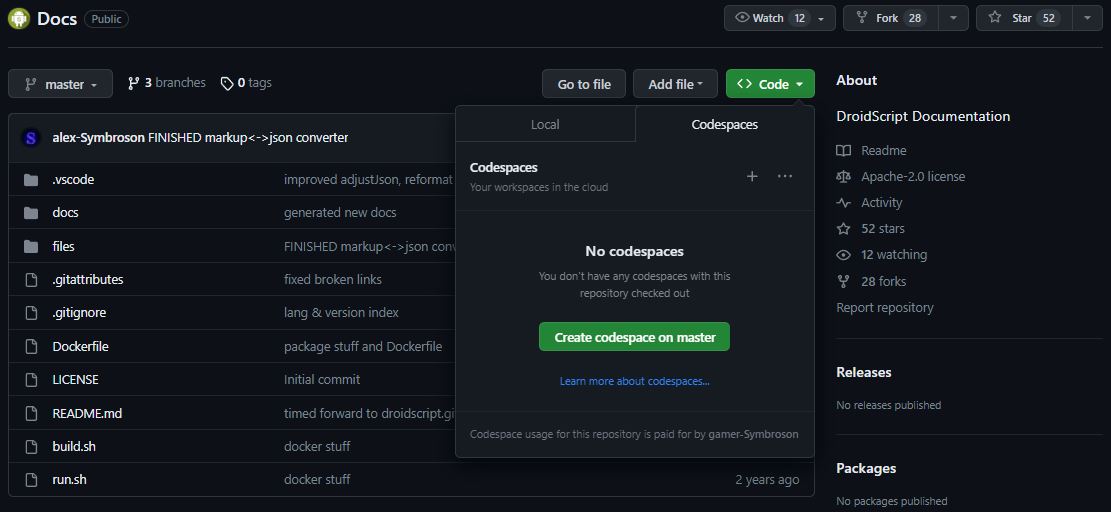 Docs Public
Watch 12 Fork 28 Star 52
master 3 branches 0 tags Go to file Add file Code
alex-Symbroson FINISHED markup<->json converter
.vscode improved adjustJson, reformat
docs generated new docs
files FINISHED markup<->json
.gitattributes fixed broken links
.gitignore lang & version index
Dockerfile package stuff and Dockerfile
LICENSE Initial commit
README.md timed forward to
build.sh docker stuff
run.sh docker stuff 2 years ago
Local Codespaces
Codespaces
Your workspaces in the cloud
No codespaces
You don't have any codespaces with this
repository checked out
Create codespace on master
Learn more about codespaces...
Codespace usage for this repository is paid for by gamer-Symbroson
About
DroidScript Documentation
Readme
Apache-2.0 license
Activity
52 stars
12 watching
28 forks
Report repository
Releases
No releases published
Packages
No packages published